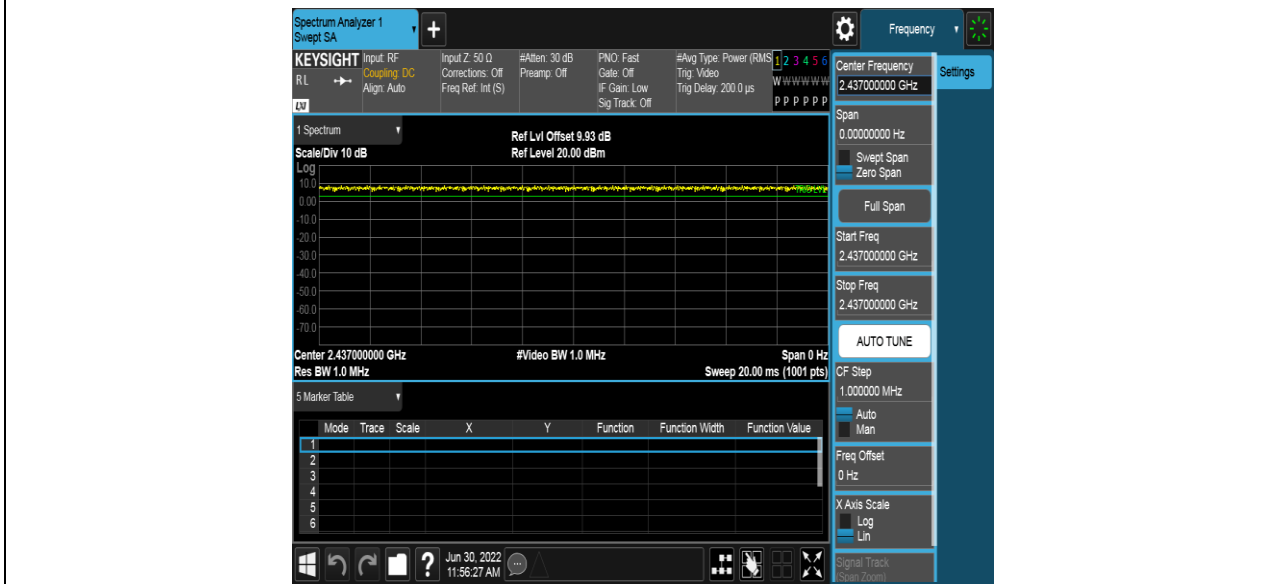 Spectrum Analyzer 1
Swept SA
+
Frequency
KEYSIGHT
RL
LXI
Input: RF
Coupling: DC
Align: Auto
Input Z: 50 Ω
Corrections: Off
Freq Ref: Int (S)
#Atten: 30 dB
Preamp: Off
PNO: Fast
Gate: Off
IF Gain: Low
Sig Track: Off
#Avg Type: Power (RMS
Trig: Video
Trig Delay: 200.0 µs
1 2 3 4 5 6
W W W W W W
P P P P P P
Center Frequency
2.437000000 GHz
Settings
Span
0.00000000 Hz
Swept Span
Zero Span
Full Span
Start Freq
2.437000000 GHz
Stop Freq
2.437000000 GHz
AUTO TUNE
CF Step
1.000000 MHz
Auto
Man
Freq Offset
0 Hz
X Axis Scale
Log
Lin
Signal Track
(Span Zoom)
1 Spectrum
Scale/Div 10 dB
Ref Lvl Offset 9.93 dB
Ref Level 20.00 dBm
Log
10.0
0.00
-10.0
-20.0
-30.0
-40.0
-50.0
-60.0
-70.0
Center 2.437000000 GHz
#Video BW 1.0 MHz
Span 0 Hz
Res BW 1.0 MHz
Sweep 20.00 ms (1001 pts)
5 Marker Table
Mode Trace Scale X Y Function Function Width Function Value
1
2
3
4
5
6
?
Jun 30, 2022
11:56:27 AM